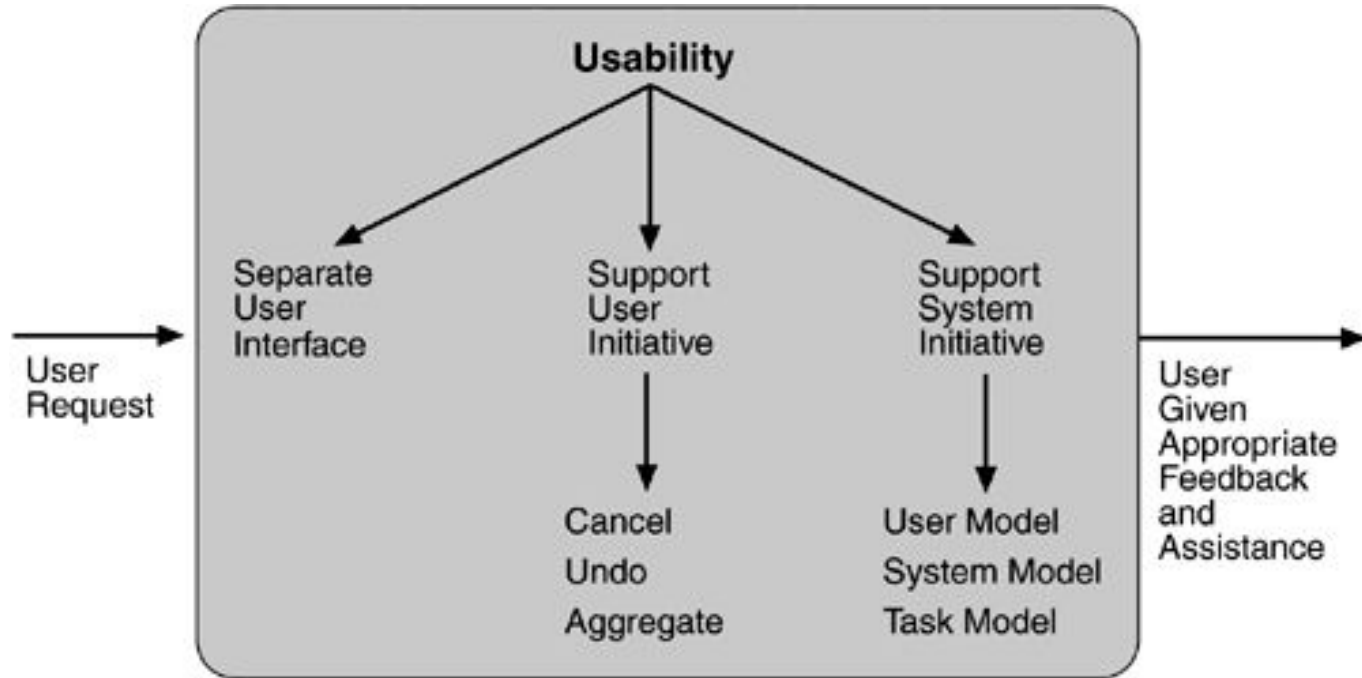 Usability
Separate
User
Interface
Support
User
Initiative
Support
System
Initiative
User
Request
User
Given
Appropriate
Feedback
and
Assistance
Cancel
Undo
Aggregate
User Model
System Model
Task Model